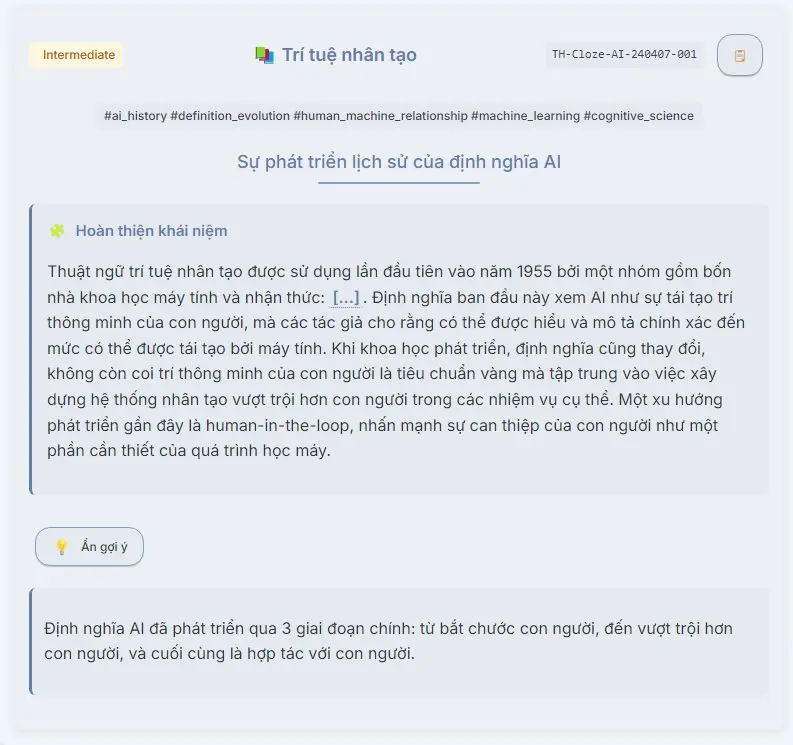 Intermediate
Trí tuệ nhân tạo
TH-Cloze-AI-240407-001
#ai_history #definition_evolution #human_machine_relationship #machine_learning #cognitive_science
Sự phát triển lịch sử của định nghĩa AI
Hoàn thiện khái niệm
Thuật ngữ trí tuệ nhân tạo được sử dụng lần đầu tiên vào năm 1955 bởi một nhóm gồm bốn
nhà khoa học máy tính và nhận thức: [...]. Định nghĩa ban đầu này xem AI như sự tái tạo trí
thông minh của con người, mà các tác giả cho rằng có thể được hiểu và mô tả chính xác đến
mức có thể được tái tạo bởi máy tính. Khi khoa học phát triển, định nghĩa cũng thay đổi,
không còn coi trí thông minh của con người là tiêu chuẩn vàng mà tập trung vào việc xây
dựng hệ thống nhân tạo vượt trội hơn con người trong các nhiệm vụ cụ thể. Một xu hướng
phát triển gần đây là human-in-the-loop, nhấn mạnh sự can thiệp của con người như một
phần cần thiết của quá trình học máy.
Ẩn gợi ý
Định nghĩa AI đã phát triển qua 3 giai đoạn chính: từ bắt chước con người, đến vượt trội hơn
con người, và cuối cùng là hợp tác với con người.